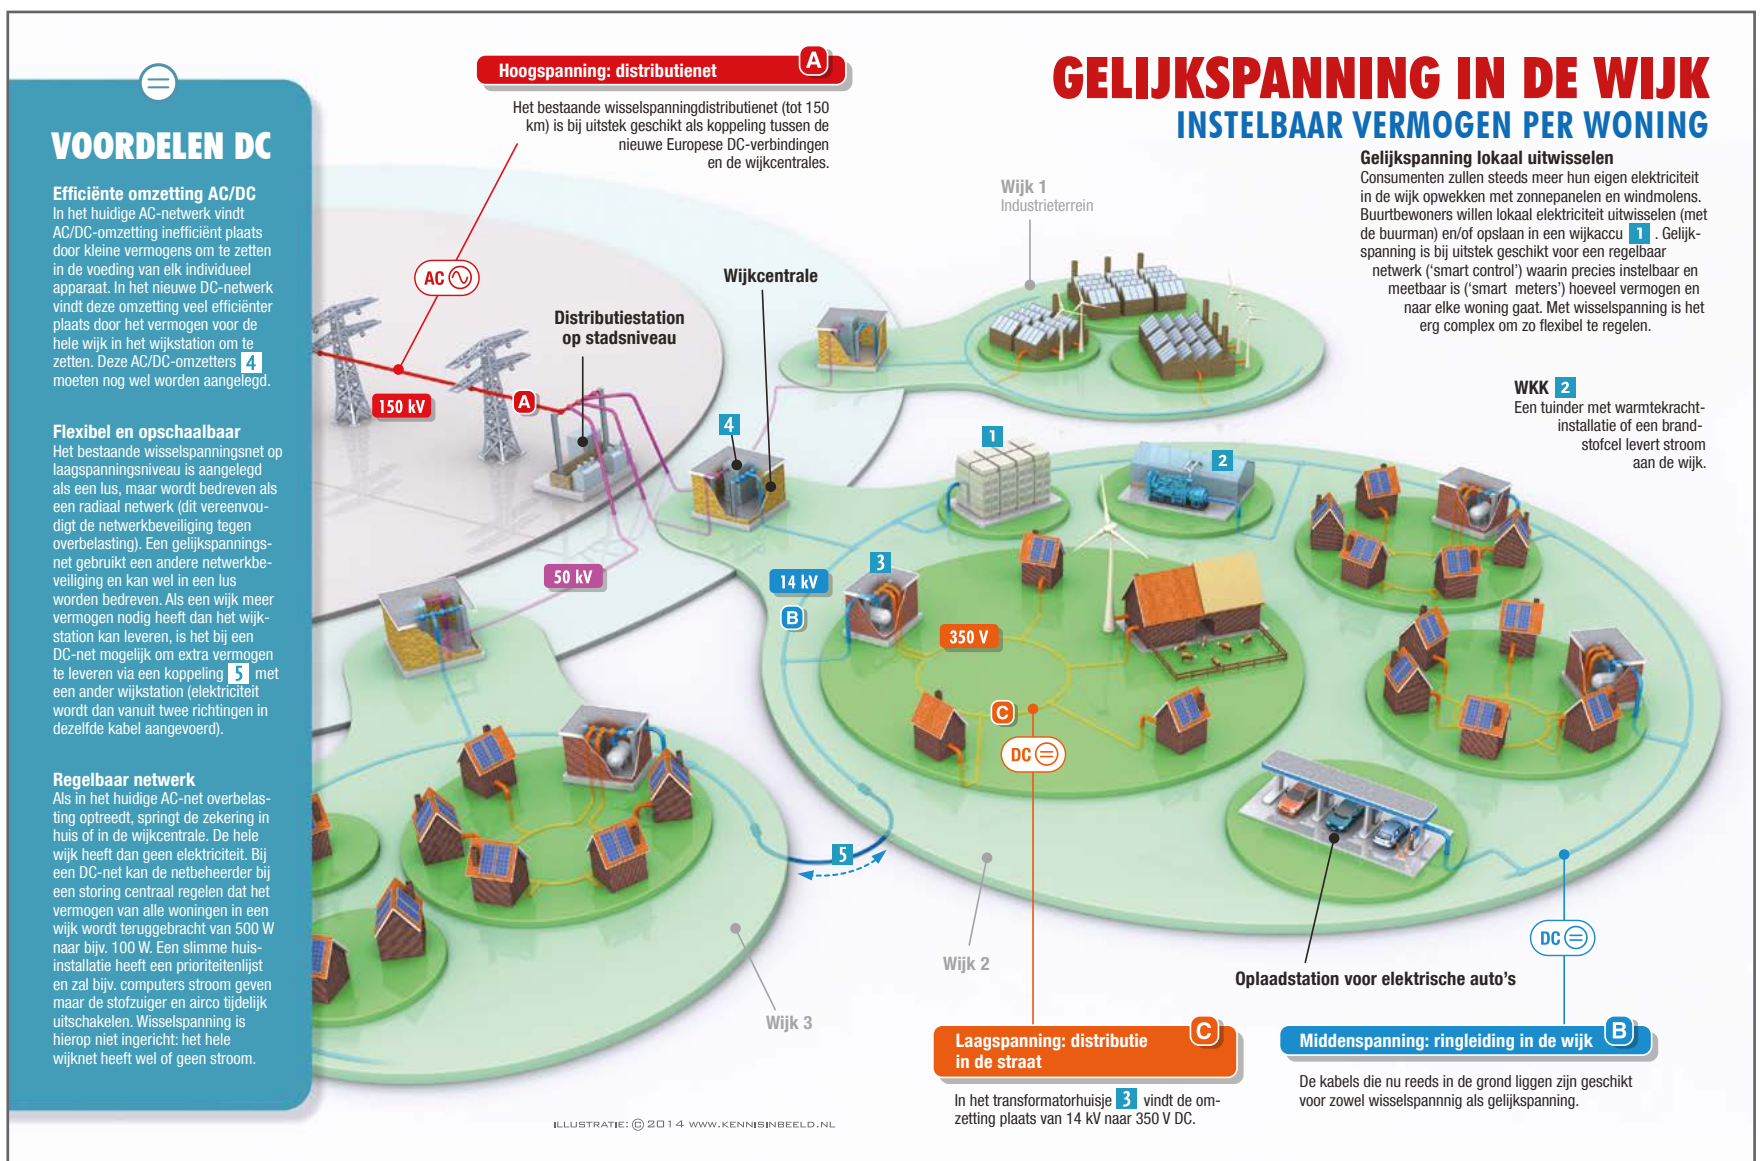 GELIJKSPANNING IN DE WIJK
INSTELBAAR VERMOGEN PER WONING
VOORDELEN DC
Efficiënte omzetting AC/DC
In het huidige AC-netwerk vindt
AC/DC-omzetting inefficiënt plaats
door kleine vermogens om te zetten
in de voeding van elk individueel
apparaat. In het nieuwe DC-netwerk
vindt deze omzetting veel efficiënter
plaats door het vermogen voor de
hele wijk in het wijkstation om te
zetten. Deze AC/DC-omzetters 4
moeten nog wel worden aangelegd.
Flexibel en opschaalbaar
Het bestaande wisselspanningsnet op
laagspanningsniveau is aangelegd
als een lus, maar wordt bedreven als
een radiaal netwerk (dit vereenvou-
digt de netwerkbeveiliging tegen
overbelasting). Een gelijkspannings-
net gebruikt een andere netwerkbe-
veiliging en kan wel in een lus
worden bedreven. Als een wijk meer
vermogen nodig heeft dan het wijk-
station kan leveren, is het bij een
DC-net mogelijk om extra vermogen
te leveren via een koppeling 5 met
een ander wijkstation (elektriciteit
wordt dan vanuit twee richtingen in
dezelfde kabel aangevoerd).
Regelbaar netwerk
Als in het huidige AC-net overbelas-
ting optreedt, springt de zekering in
huis of in de wijkcentrale. De hele
wijk heeft dan geen elektriciteit. Bij
een DC-net kan de netbeheerder bij
een storing centraal regelen dat het
vermogen van alle woningen in een
wijk wordt teruggebracht van 500 W
naar bijv. 100 W. Een slimme huis-
installatie heeft een prioriteitenlijst
en zal bijv. computers stroom geven
maar de stofzuiger en airco tijdelijk
uitschakelen. Wisselspanning is
hierop niet ingericht: het hele
wijknet heeft wel of geen stroom.
Hoogspanning: distributienet A
Het bestaande wisselspanningdistributienet (tot 150
km) is bij uitstek geschikt als koppeling tussen de
nieuwe Europese DC-verbindingen
en de wijkcentrales.
Gelijkspanning lokaal uitwisselen
Consumenten zullen steeds meer hun eigen elektriciteit
in de wijk opwekken met zonnepanelen en windmolens.
Buurtbewoners willen lokaal elektriciteit uitwisselen (met
de buurman) en/of opslaan in een wijkaccu 1 . Gelijk-
spanning is bij uitstek geschikt voor een regelbaar
netwerk (‘smart control’) waarin precies instelbaar en
meetbaar is (‘smart meters’) hoeveel vermogen en
naar elke woning gaat. Met wisselspanning is het
erg complex om zo flexibel te regelen.
WKK 2
Een tuinder met warmtekracht-
installatie of een brand-
stofcel levert stroom
aan de wijk.
Wijk 1
Industrieterrein
AC
Wijkcentrale
Distributiestation
op stadsniveau
150 kV
A
4
1
2
50 kV
14 kV
B
3
350 V
C
DC
5
Wijk 2
Wijk 3
Oplaadstation voor elektrische auto’s
DC
Laagspanning: distributie
in de straat
C
In het transformatorhuisje 3 vindt de om-
zetting plaats van 14 kV naar 350 V DC.
Middenspanning: ringleiding in de wijk B
De kabels die nu reeds in de grond liggen zijn geschikt
voor zowel wisselspannnig als gelijkspanning.
ILLUSTRATIE: © 2014 WWW.KENNISINBEELD.NL